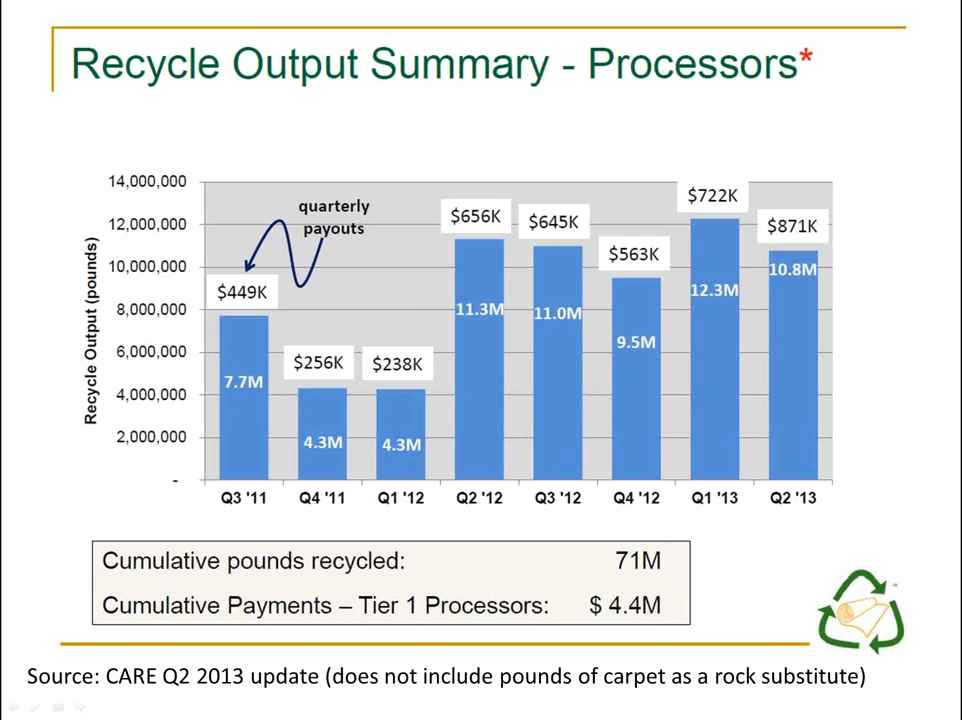 Recycle Output Summary - Processors*
14,000,000
12,000,000
10,000,000
8,000,000
6,000,000
4,000,000
2,000,000
-
Recycle Output (pounds)
quarterly
payouts
$449K
$256K
$238K
$656K
$645K
$563K
$722K
$871K
7.7M
4.3M
4.3M
11.3M
11.0M
9.5M
12.3M
10.8M
Q3 '11 Q4 '11 Q1 '12 Q2 '12 Q3 '12 Q4 '12 Q1 '13 Q2 '13
Cumulative pounds recycled: 71M
Cumulative Payments – Tier 1 Processors: $ 4.4M
Source: CARE Q2 2013 update (does not include pounds of carpet as a rock substitute)